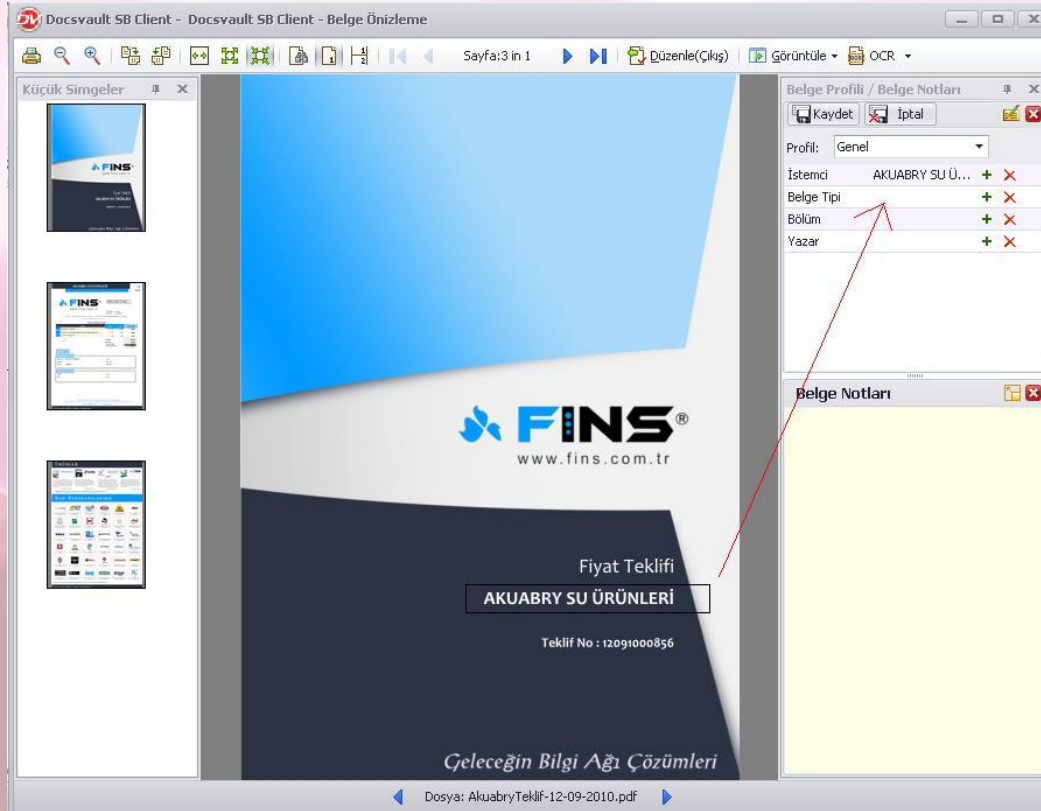 Docsvault SB Client - Docsvault SB Client - Belge Önizleme
Sayfa:3 in 1 Düzenle(Çıkış) Görüntüle OCR
Küçük Simgeler
FINS
FINS
FINS®
www.fins.com.tr
Fiyat Teklifi
AKUABRY SU ÜRÜNLERİ
Teklif No : 12091000856
Geleceğin Bilgi Ağı Çözümleri
Belge Profili / Belge Notları
Kaydet İptal
Profil: Genel
İstemci AKUABRY SU Ü...
Belge Tipi
Bölüm
Yazar
Belge Notları
Dosya: AkuabryTeklif-12-09-2010.pdf